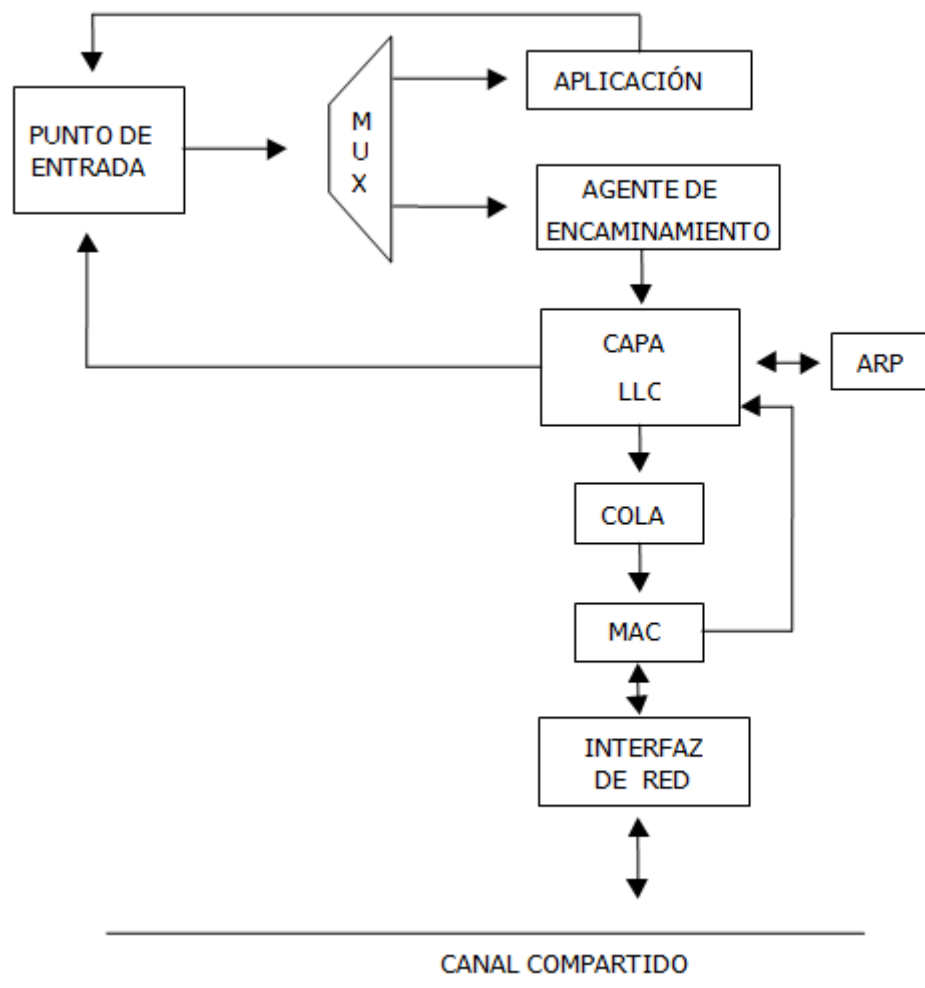 APLICACIÓN
PUNTO DE
ENTRADA
M
U
X
AGENTE DE
ENCAMINAMIENTO
CAPA
LLC
ARP
COLA
MAC
INTERFAZ
DE RED
CANAL COMPARTIDO